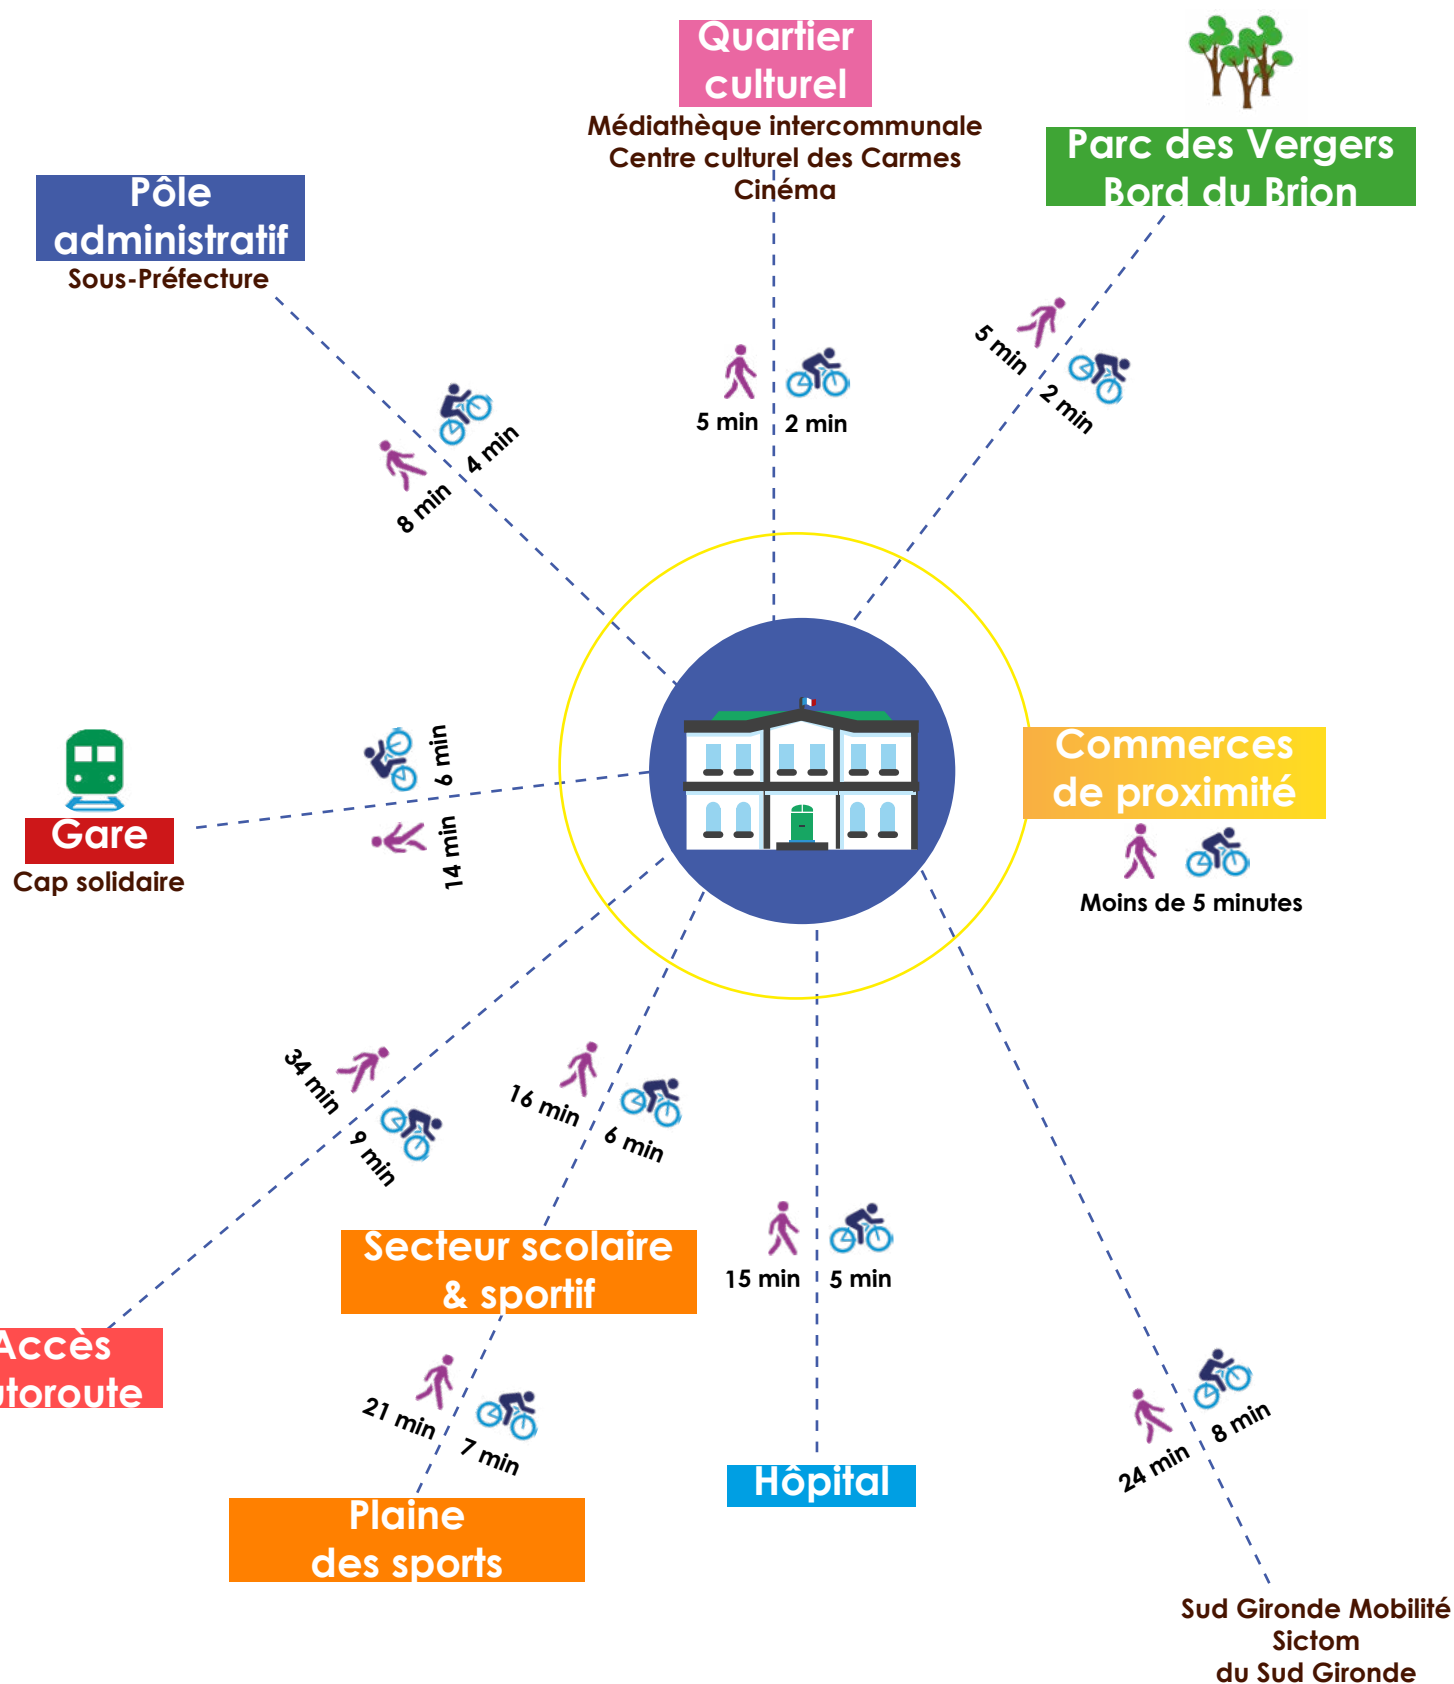 Quartier
culturel
Médiathèque intercommunale
Centre culturel des Carmes
Cinéma
Parc des Vergers
Bord du Brion
Pôle
administratif
Sous-Préfecture
5 min
2 min
5 min
2 min
4 min
8 min
Commerces
de proximité
Moins de 5 minutes
6 min
14 min
Gare
Cap solidaire
34 min
9 min
16 min
6 min
15 min
5 min
Secteur scolaire
& sportif
Accès
utoroute
21 min
7 min
24 min
8 min
Hôpital
Plaine
des sports
Sud Gironde Mobilité
Sictom
du Sud Gironde